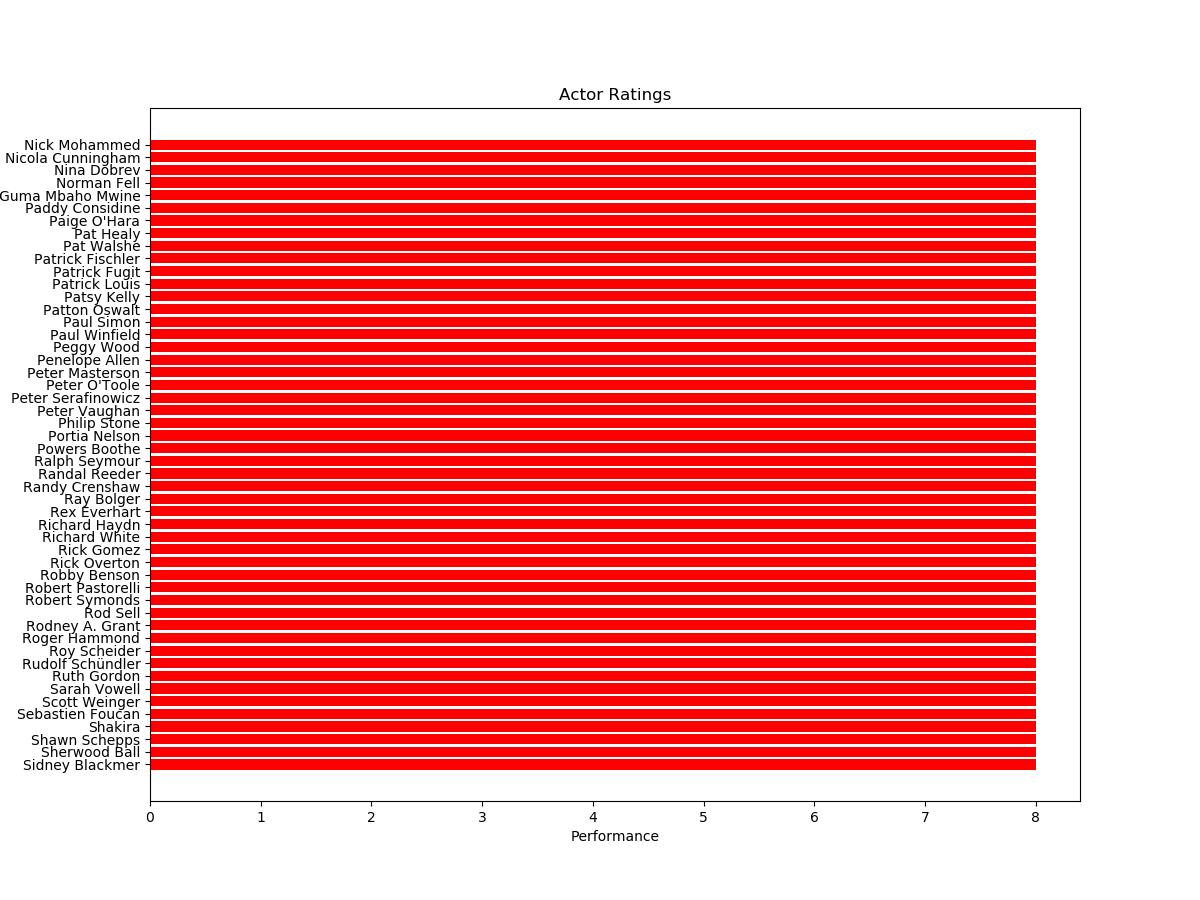 Actor Ratings
Nick Mohammed
Nicola Cunningham
Nina Dobrev
Norman Fell
Guma Mbaho Mwine
Paddy Considine
Paige O'Hara
Pat Healy
Pat Walshe
Patrick Fischler
Patrick Fugit
Patrick Louis
Patsy Kelly
Patton Oswalt
Paul Simon
Paul Winfield
Peggy Wood
Penelope Allen
Peter Masterson
Peter O'Toole
Peter Serafinowicz
Peter Vaughan
Philip Stone
Portia Nelson
Powers Boothe
Ralph Seymour
Randal Reeder
Randy Crenshaw
Ray Bolger
Rex Everhart
Richard Haydn
Richard White
Rick Gomez
Rick Overton
Robby Benson
Robert Pastorelli
Robert Symonds
Rod Sell
Rodney A. Grant
Roger Hammond
Roy Scheider
Rudolf Schündler
Ruth Gordon
Sarah Vowell
Scott Weinger
Sebastien Foucan
Shakira
Shawn Schepps
Sherwood Ball
Sidney Blackmer
0 1 2 3 4 5 6 7 8
Performance